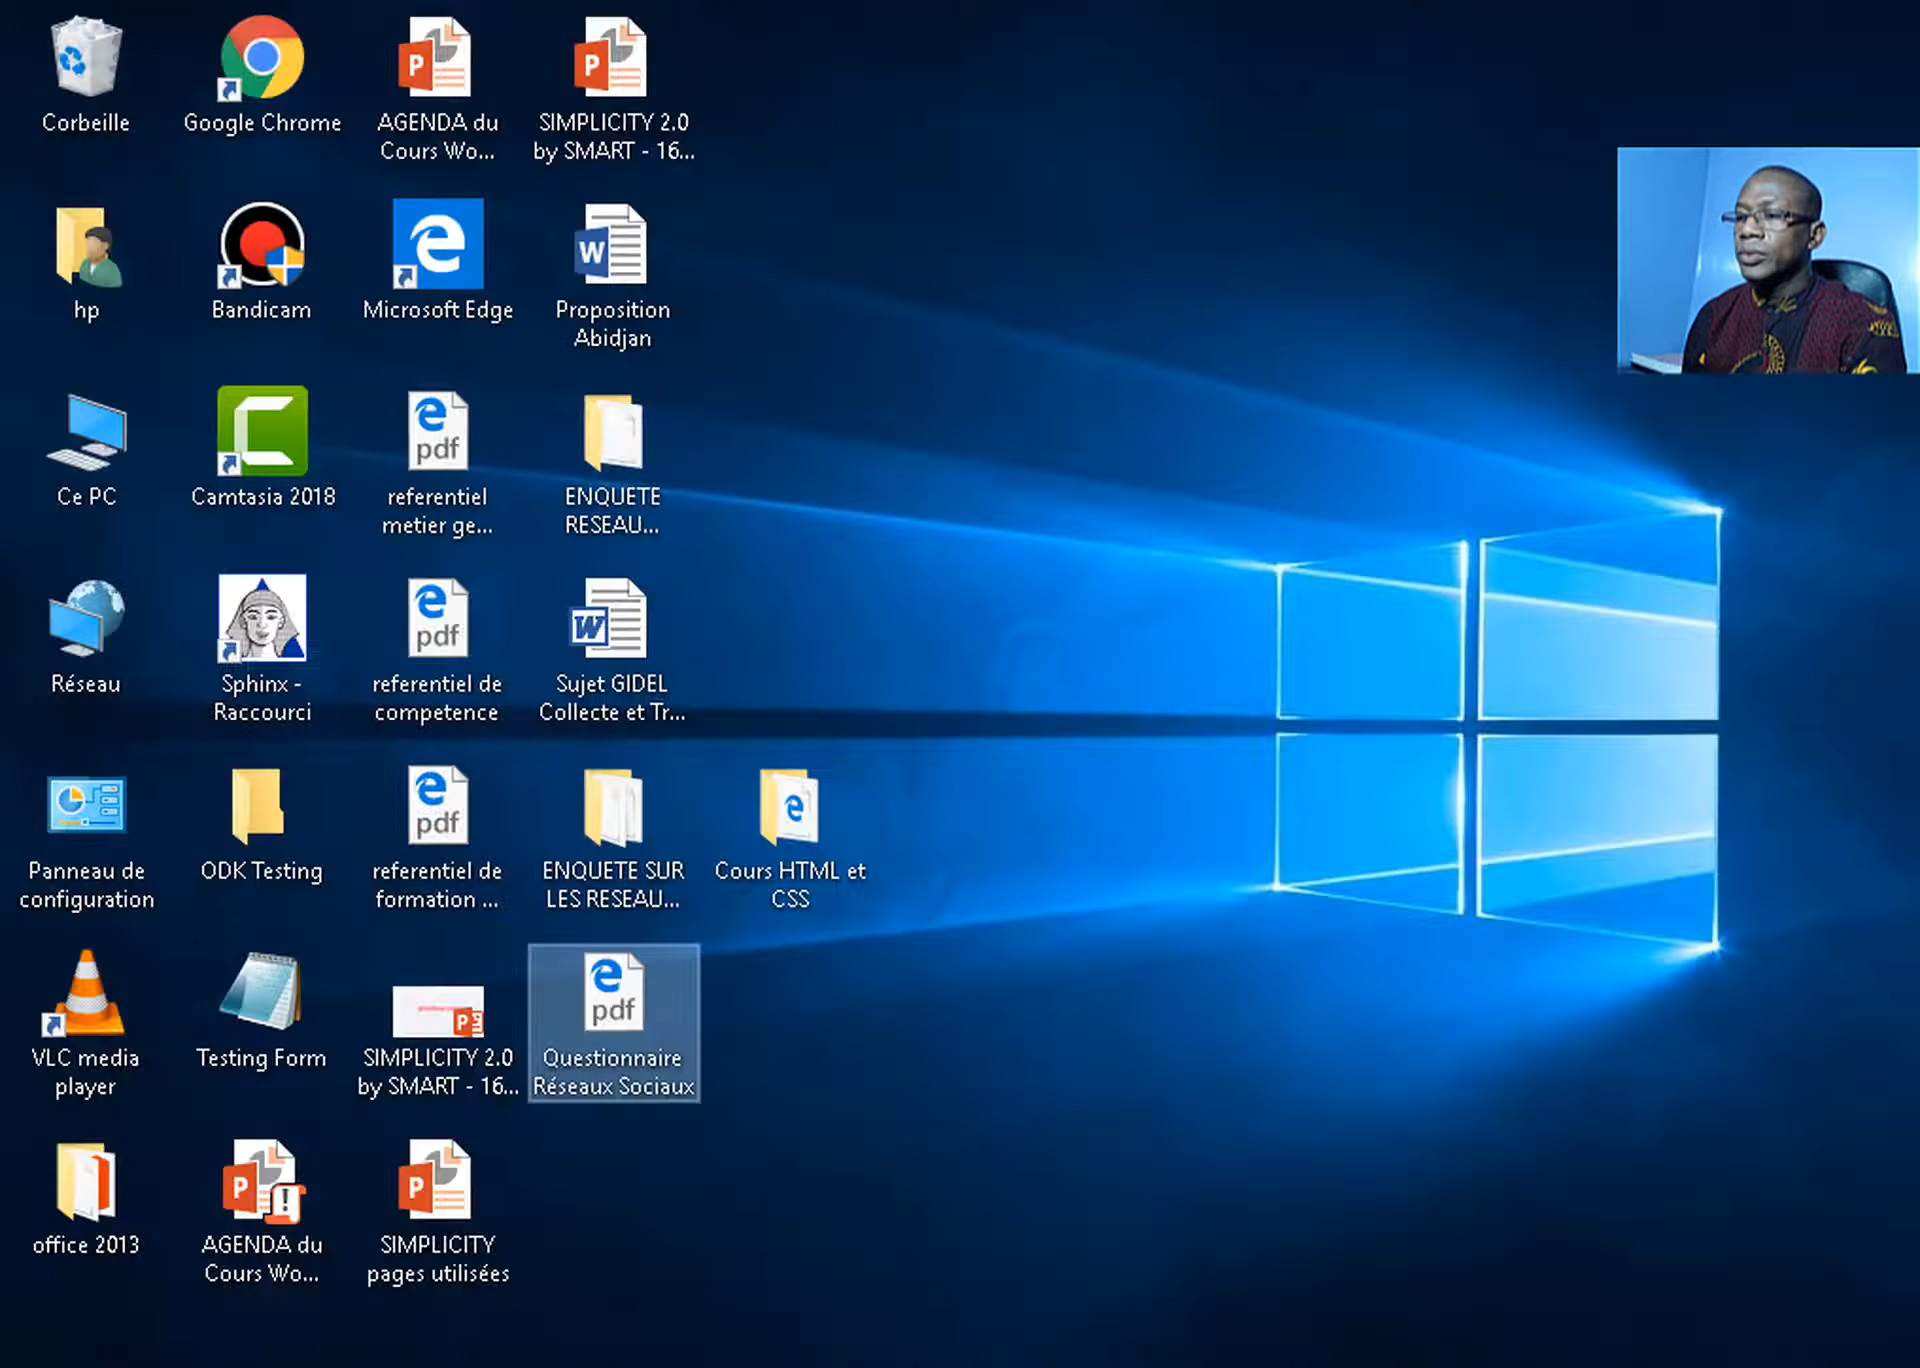 Corbeille
Google Chrome
AGENDA du
Cours Wo...
SIMPLICITY 2.0
by SMART - 16...
hp
Bandicam
Microsoft Edge
Proposition
Abidjan
Ce PC
Camtasia 2018
pdf
referentiel
metier ge...
ENQUETE
RESEAU...
Réseau
Sphinx -
Raccourci
pdf
referentiel de
competence
Sujet GIDEL
Collecte et Tr...
Panneau de
configuration
ODK Testing
pdf
referentiel de
formation ...
ENQUETE SUR
LES RESEAU...
Cours HTML et
CSS
VLC media
player
Testing Form
SIMPLICITY 2.0
by SMART - 16...
pdf
Questionnaire
Réseaux Sociaux
office 2013
AGENDA du
Cours Wo...
SIMPLICITY
pages utilisées